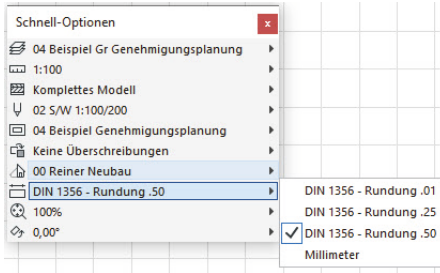 Schnell-Optionen
x
04 Beispiel Gr Genehmigungsplanung
1:100
Komplettes Modell
02 S/W 1:100/200
04 Beispiel Genehmigungsplanung
Keine Überschreibungen
00 Reiner Neubau
DIN 1356 - Rundung .50
100%
0,00°
DIN 1356 - Rundung .01
DIN 1356 - Rundung .25
DIN 1356 - Rundung .50
Millimeter